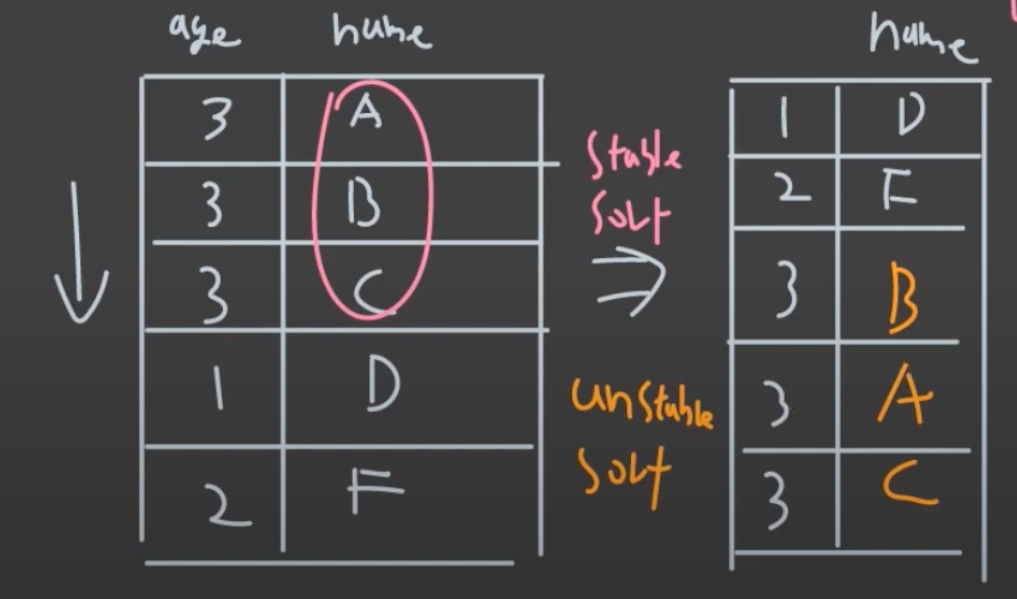 age name
3 A
3 B
3 C
1 D
2 F
Stable
Sort
unstable
Sort
name
1 D
2 F
3 B
3 A
3 C